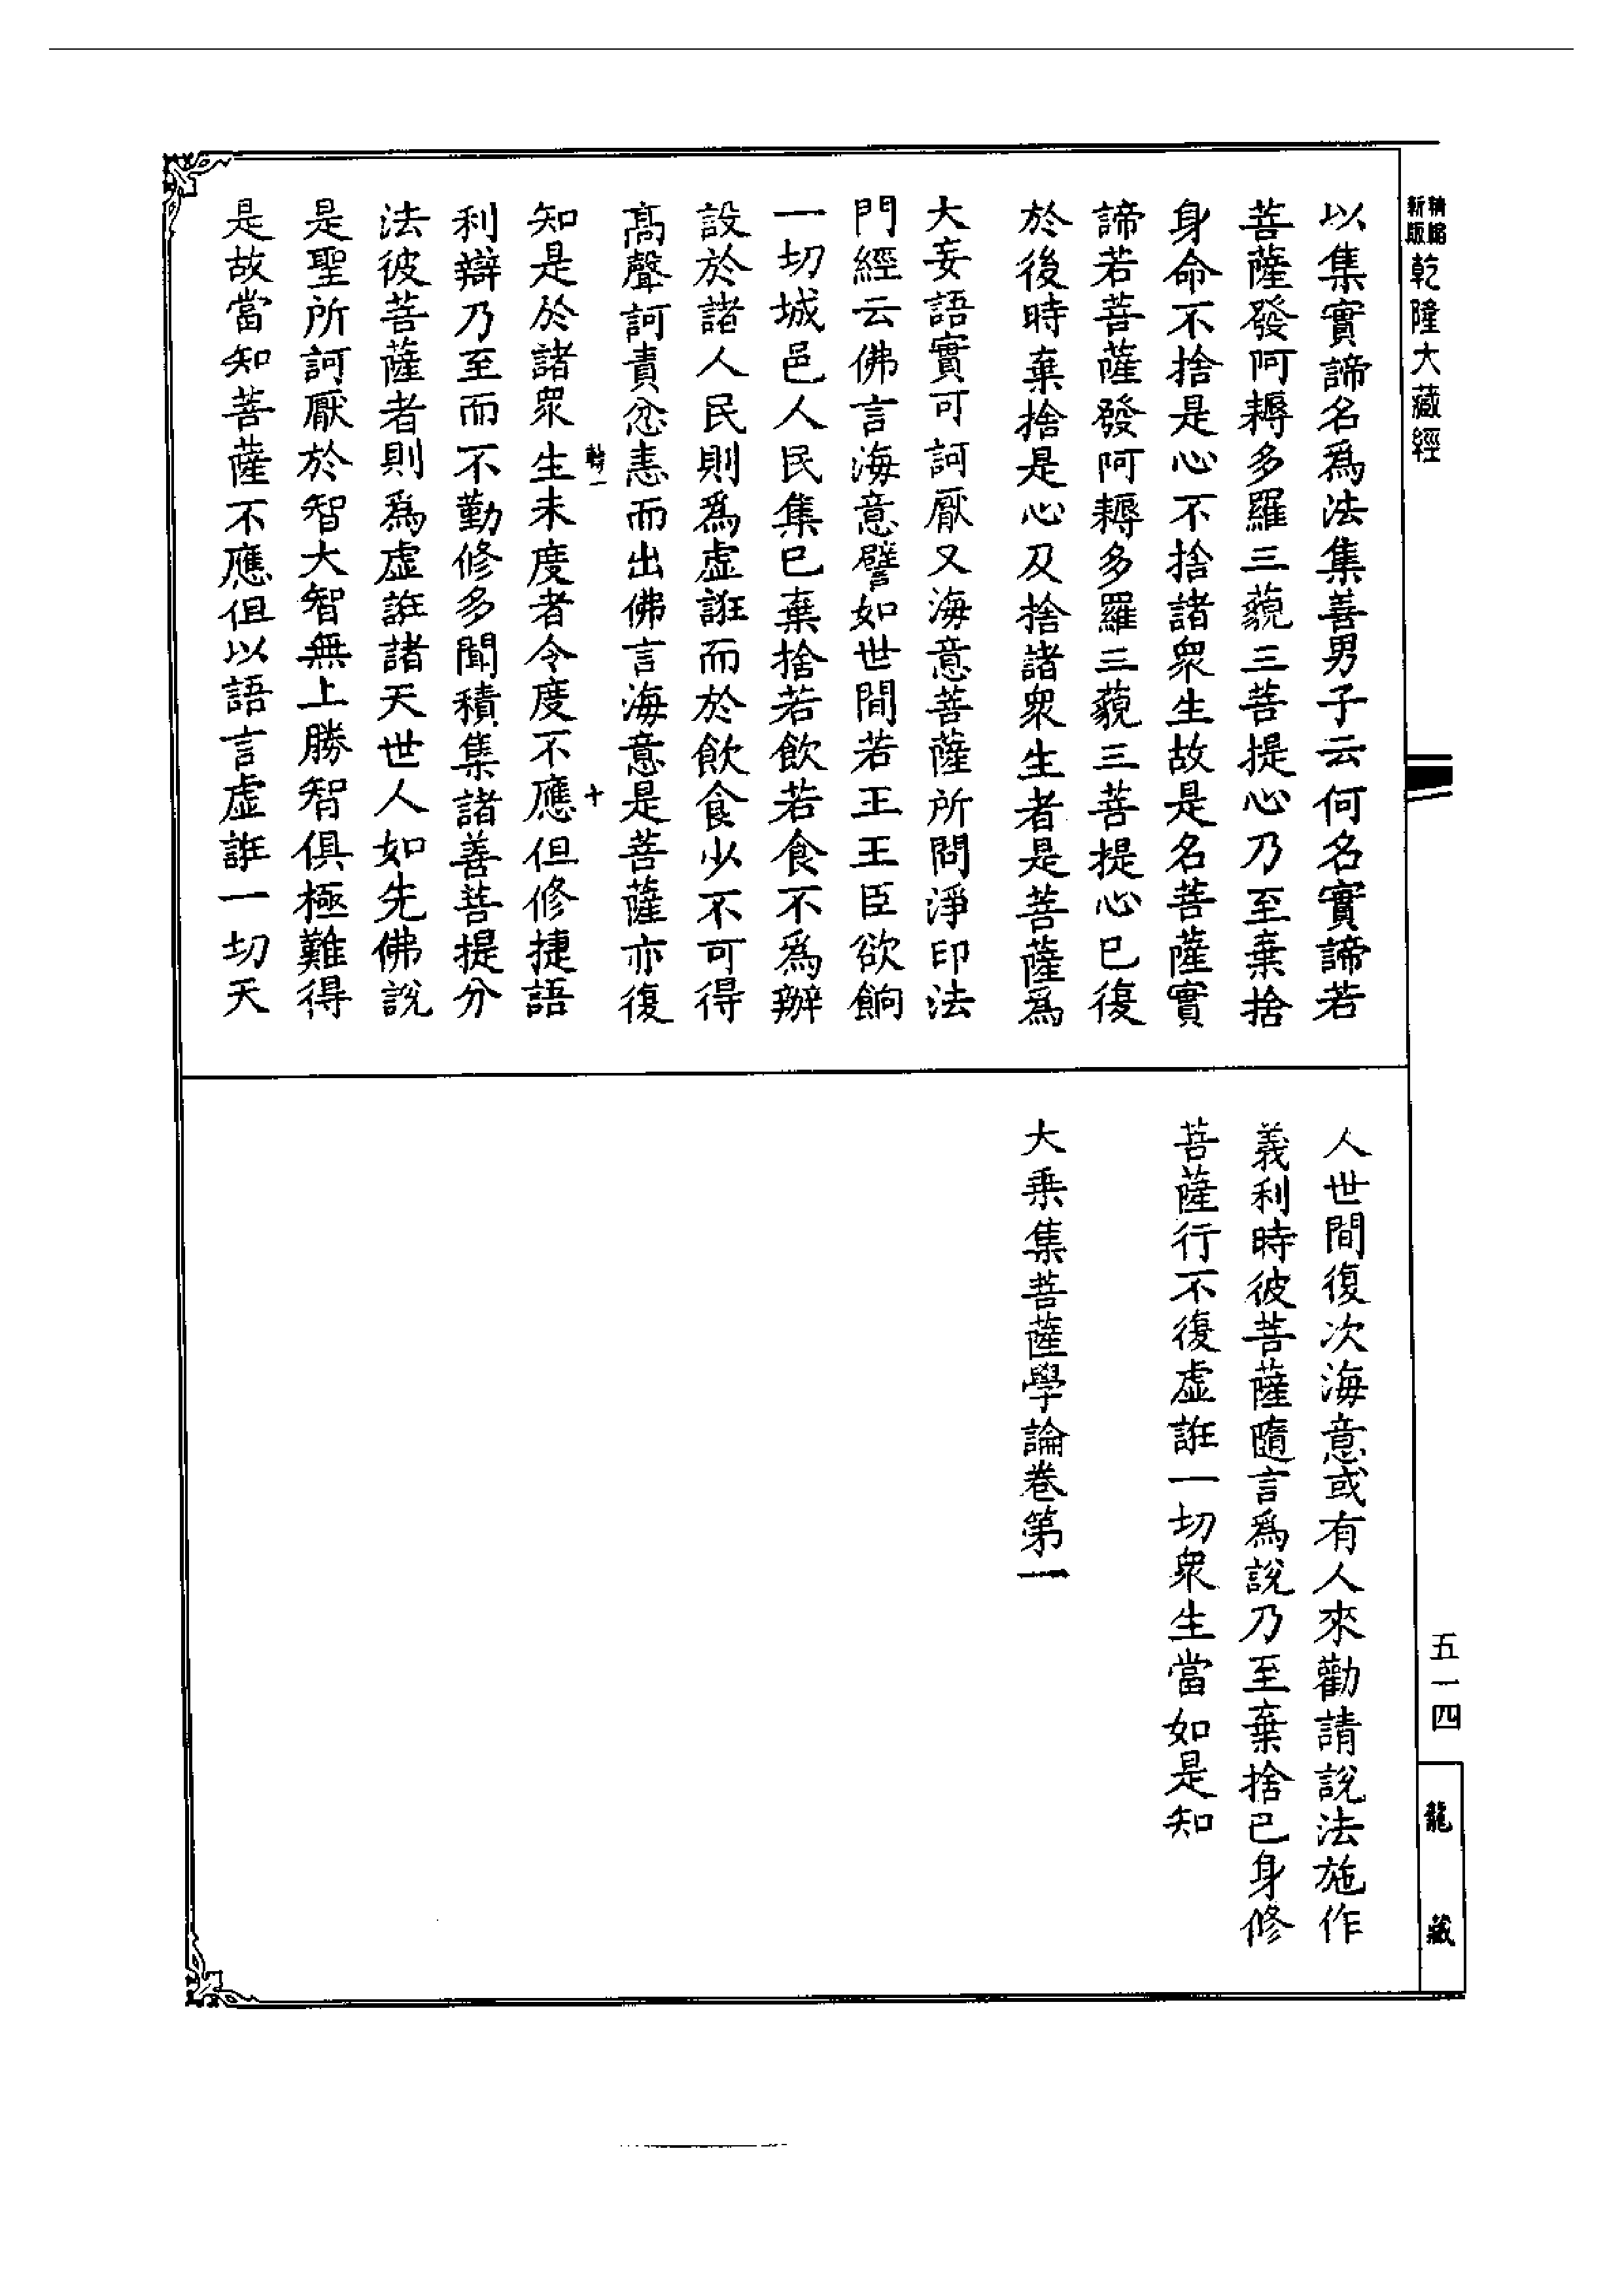 精縮
新版
乾隆大藏經
以集實諦名爲法集善男子云何名實諦若
菩薩發阿耨多羅三藐三菩提心乃至棄捨
身命不捨是心不捨諸衆生故是名菩薩實
諦若菩薩發阿耨多羅三藐三菩提心已復
於後時棄捨是心及捨諸衆生者是菩薩爲
大妄語實可訶厭又海意菩薩所問淨印法
門經云佛言海意譬如世間若王王臣欲餉
一切城邑人民集已棄捨若飲若食不爲辦
設於諸人民則爲虛誑而於飲食少不可得
高聲訶責忿恚而出佛言海意是菩薩亦復
十
知是於諸衆生未度者令度不應但修捷語
利辯乃至而不勤修多聞積集諸善菩提分
法彼菩薩者則爲虛誑諸天世人如先佛說
是聖所訶厭於智大智無上勝智俱極難得
是故當知菩薩不應但以語言虛誑一切天
人世間復次海意或有人來勸請說法施作
義利時彼菩薩隨言爲說乃至棄捨已身修
菩薩行不復虛誑一切衆生當如是知
大乘集菩薩學論卷第一
五一四
龍藏